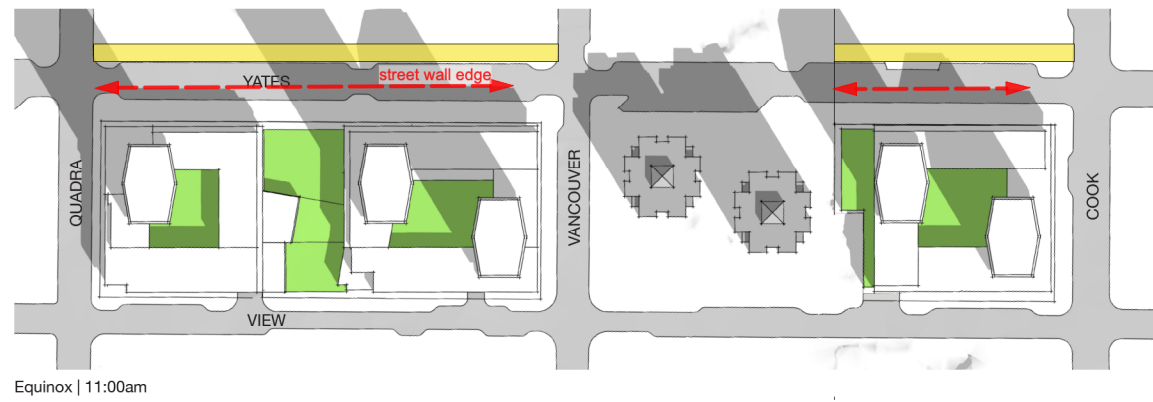 street wall edge
YATES
QUADRA
VANCOUVER
COOK
VIEW
Equinox | 11:00am